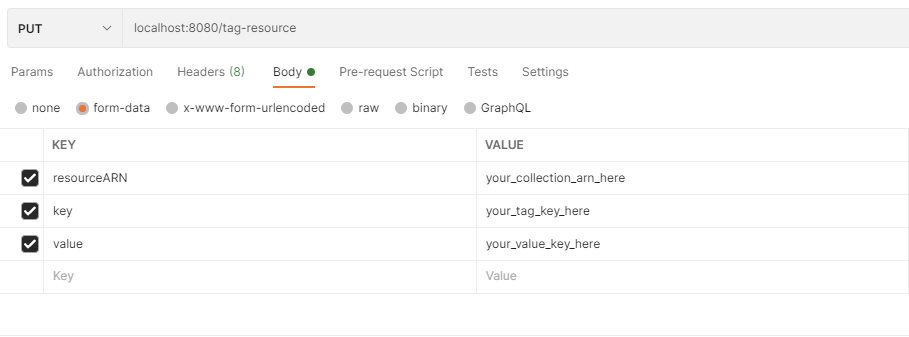 PUT localhost:8080/tag-resource
Params Authorization Headers (8) Body Pre-request Script Tests Settings
none form-data x-www-form-urlencoded raw binary GraphQL
KEY VALUE
resourceARN your_collection_arn_here
key your_tag_key_here
value your_value_key_here
Key Value